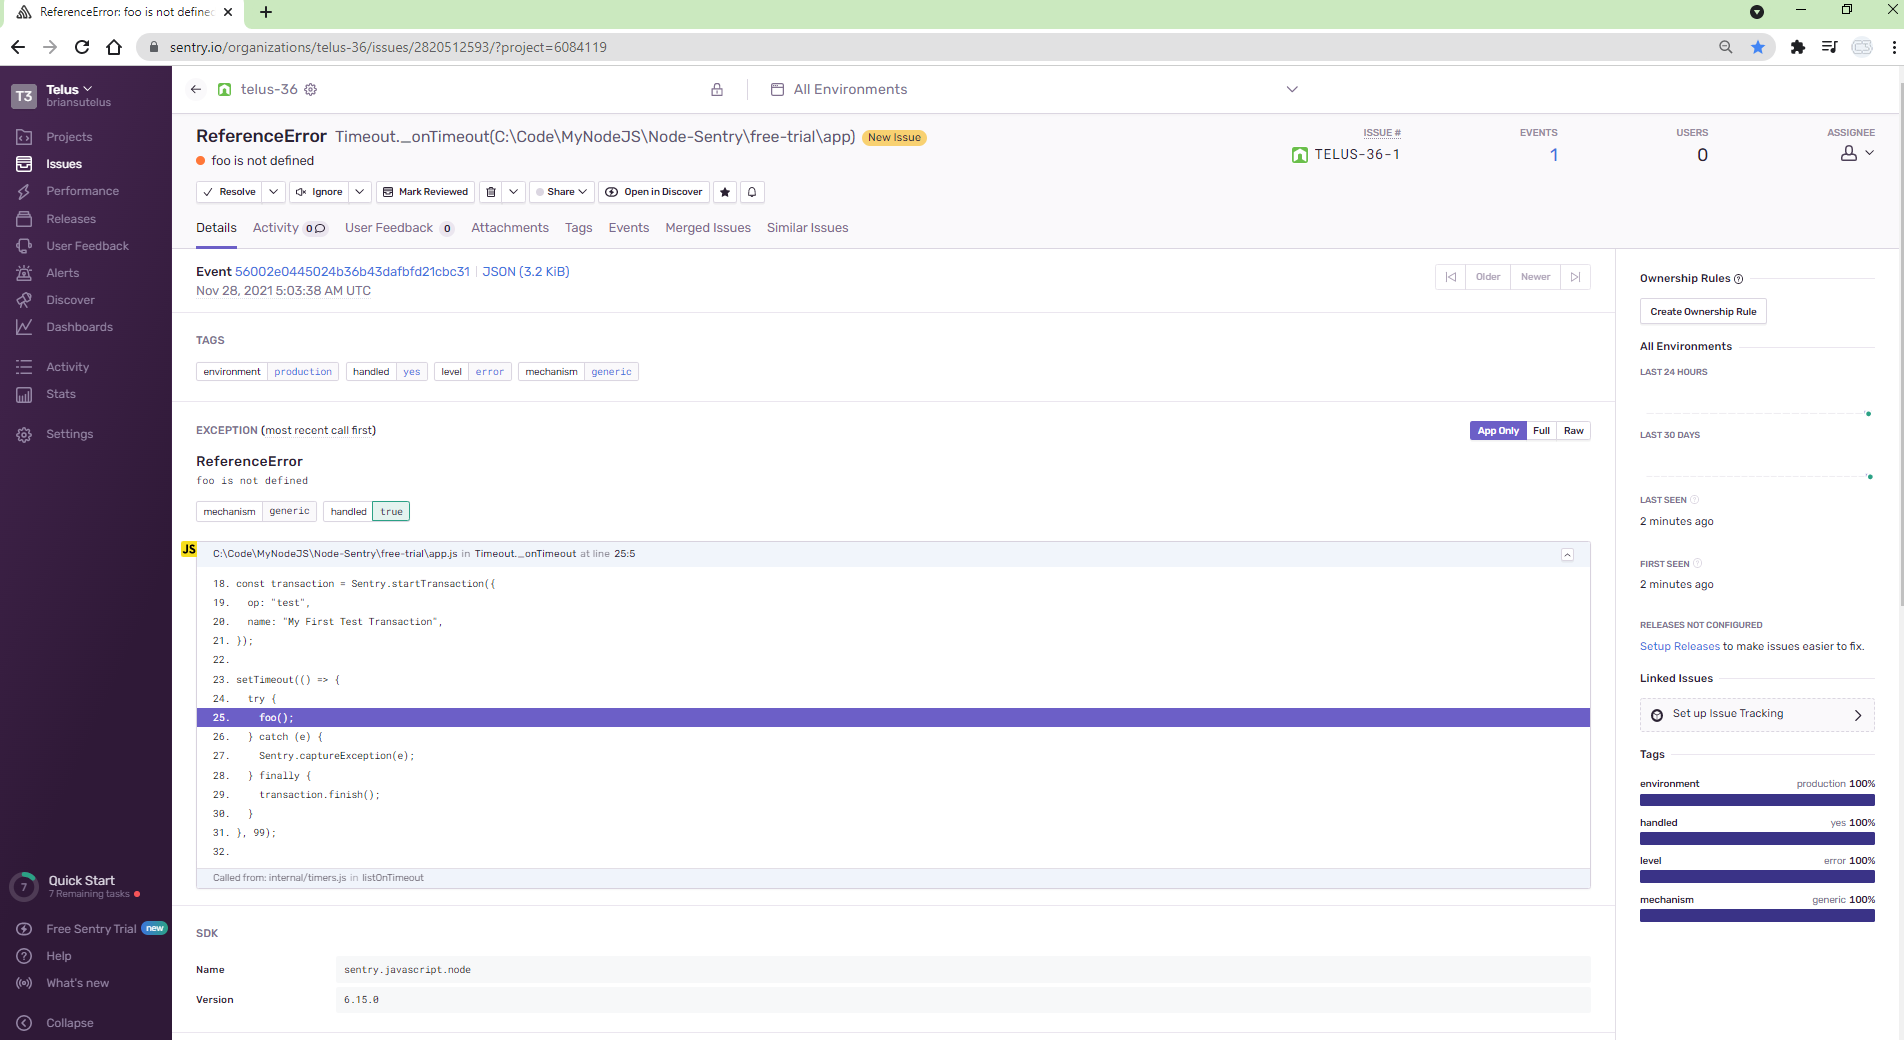 ReferenceError: foo is not define
sentry.io/organizations/telus-36/issues/2820512593/?project=6084119
T3
Telus
briansutelus
Projects
Issues
Performance
Releases
User Feedback
Alerts
Discover
Dashboards
Activity
Stats
Settings
7
Quick Start
7 Remaining tasks
Free Sentry Trial new
Help
What's new
Collapse
telus-36
All Environments
ReferenceError Timeout._onTimeout(C:\Code\MyNodeJS\Node-Sentry\free-trial\app) New Issue
foo is not defined
ISSUE # EVENTS USERS ASSIGNEE
TELUS-36-1 1 0
Resolve Ignore Mark Reviewed Share Open in Discover
Details Activity 0 User Feedback 0 Attachments Tags Events Merged Issues Similar Issues
Event 56002e0445024b36b43dafbfd21cbc31 | JSON (3.2 KiB)
Nov 28, 2021 5:03:38 AM UTC
Older Newer
TAGS
environment production handled yes level error mechanism generic
EXCEPTION (most recent call first)
App Only Full Raw
ReferenceError
foo is not defined
mechanism generic handled true
JS
C:\Code\MyNodeJS\Node-Sentry\free-trial\app.js in Timeout._onTimeout at line 25:5
18. const transaction = Sentry.startTransaction({
19. op: "test",
20. name: "My First Test Transaction",
21. });
22.
23. setTimeout(() => {
24. try {
25. foo();
26. } catch (e) {
27. Sentry.captureException(e);
28. } finally {
29. transaction.finish();
30. }
31. }, 99);
32.
Called from: internal/timers.js in listOnTimeout
SDK
Name sentry.javascript.node
Version 6.15.0
Ownership Rules
Create Ownership Rule
All Environments
LAST 24 HOURS
LAST 30 DAYS
LAST SEEN
2 minutes ago
FIRST SEEN
2 minutes ago
RELEASES NOT CONFIGURED
Setup Releases to make issues easier to fix.
Linked Issues
Set up Issue Tracking
Tags
environment production 100%
handled yes 100%
level error 100%
mechanism generic 100%